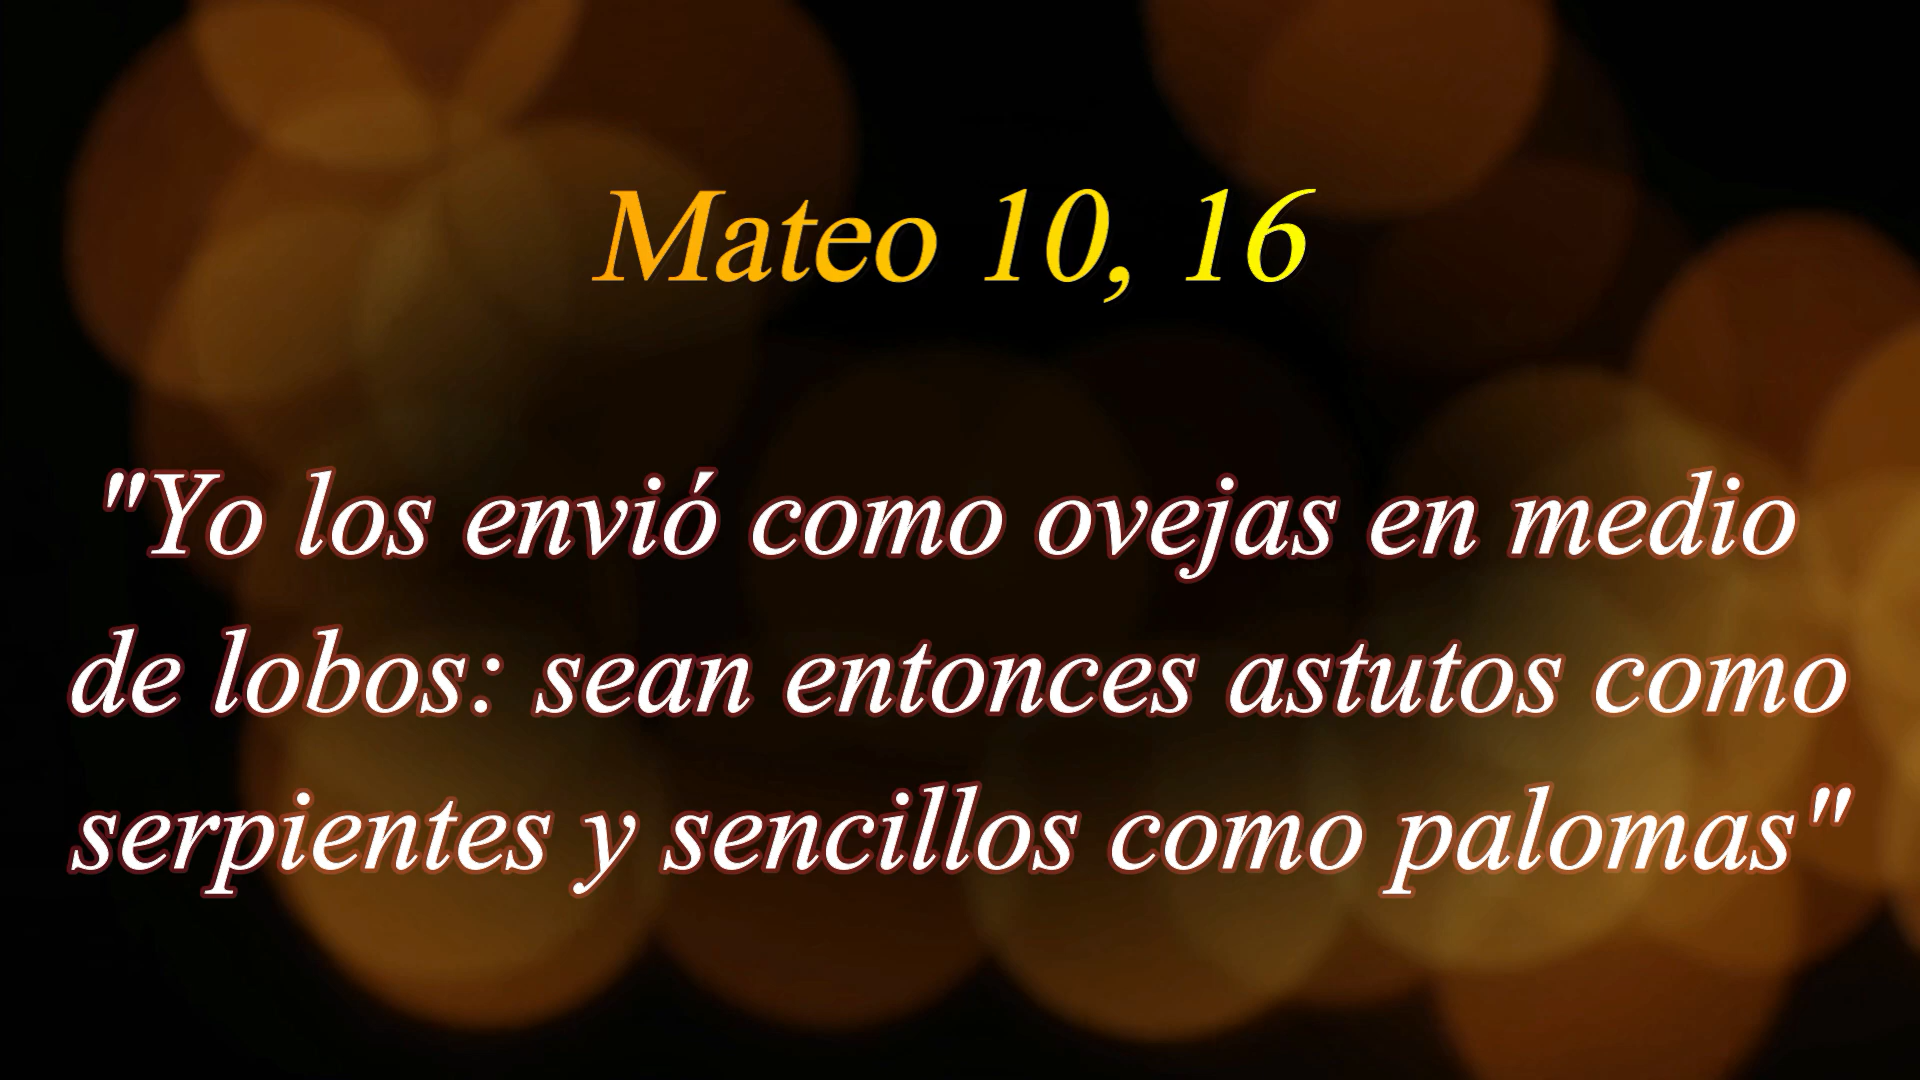 Mateo 10, 16
"Yo los envió como ovejas en medio
de lobos: sean entonces astutos como
serpientes y sencillos como palomas"